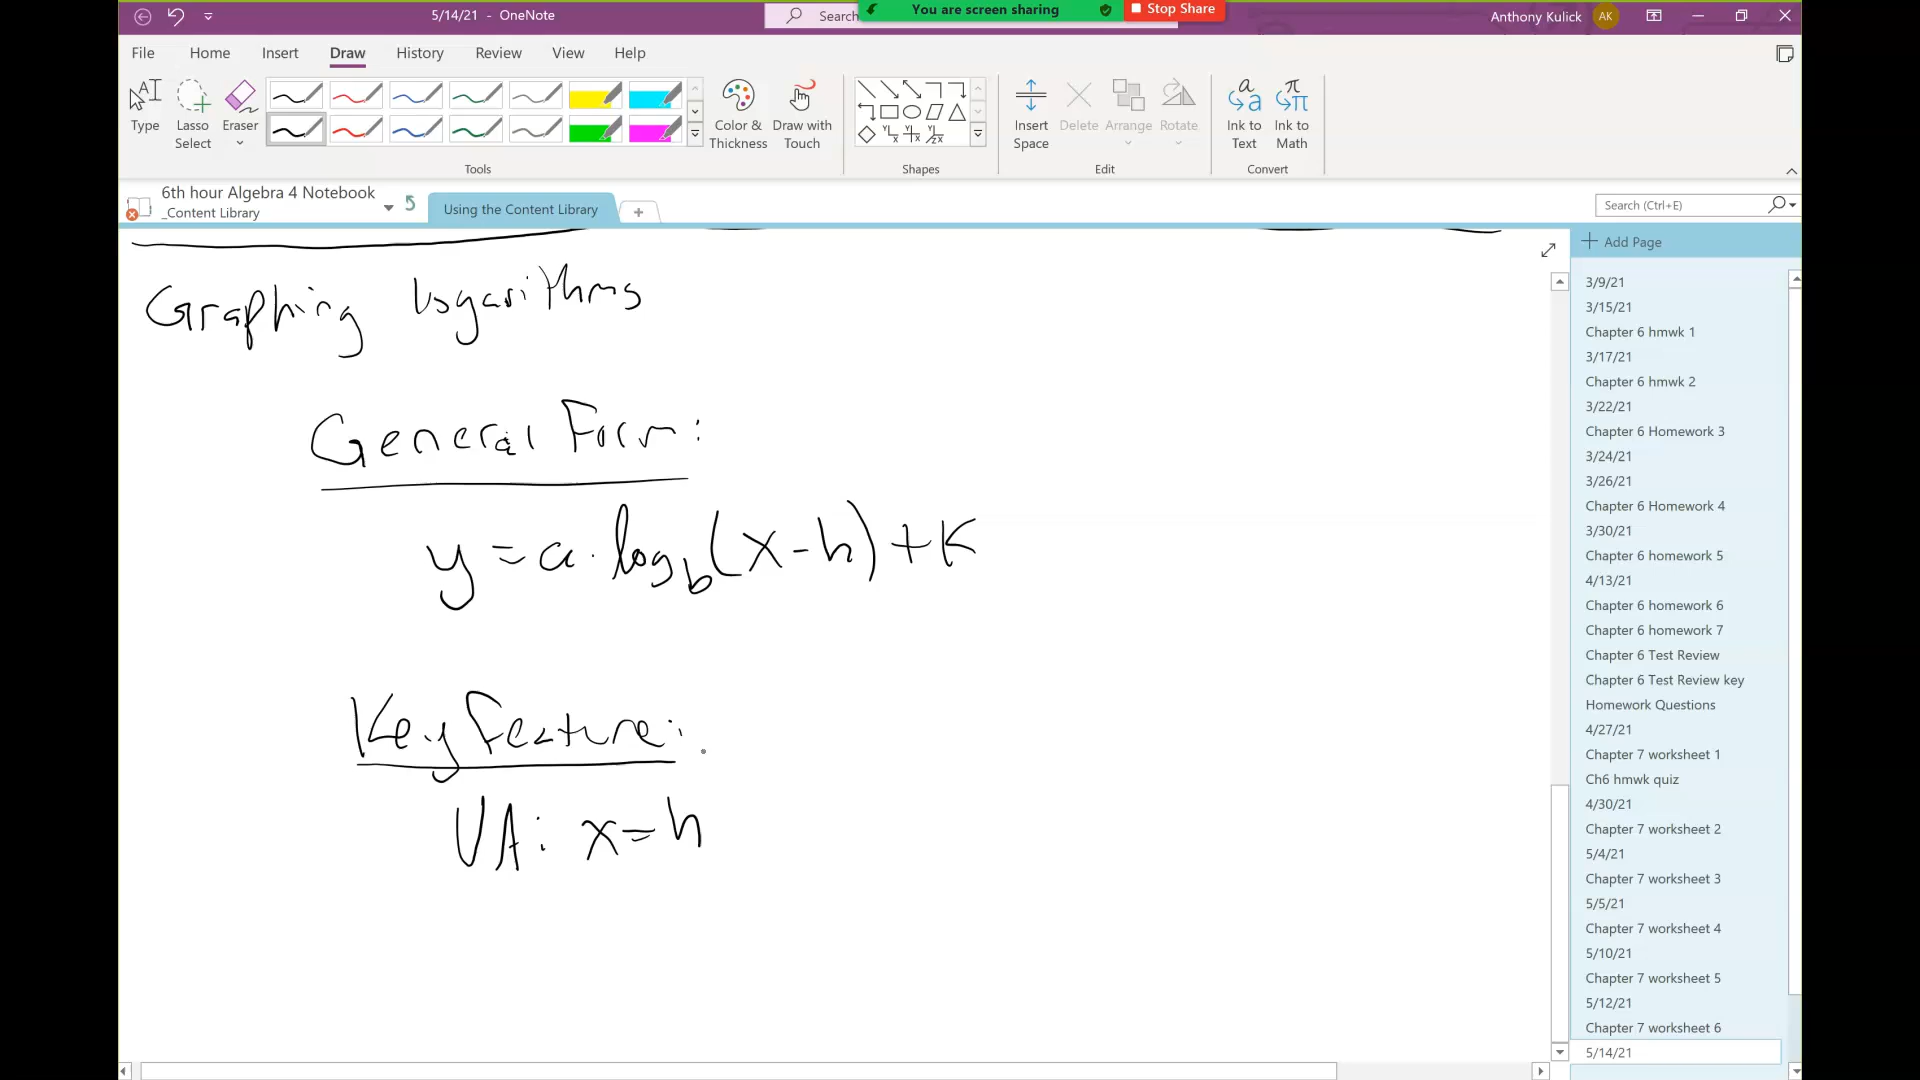 5/14/21 - OneNote
Search
You are screen sharing
Stop Share
Anthony Kulick
AK
File Home Insert Draw History Review View Help
Type
Lasso Select
Eraser
Color & Thickness
Draw with Touch
Insert Space
Delete
Arrange
Rotate
Ink to Text
Ink to Math
Tools
Shapes
Edit
Convert
6th hour Algebra 4 Notebook
_Content Library
Using the Content Library
Search (Ctrl+E)
Add Page
Graphing logarithms
General Form:
y = a · log_b(x - h) + K
Key Feature:
VA: x = h
3/9/21
3/15/21
Chapter 6 hmwk 1
3/17/21
Chapter 6 hmwk 2
3/22/21
Chapter 6 Homework 3
3/24/21
3/26/21
Chapter 6 Homework 4
3/30/21
Chapter 6 homework 5
4/13/21
Chapter 6 homework 6
Chapter 6 homework 7
Chapter 6 Test Review
Chapter 6 Test Review key
Homework Questions
4/27/21
Chapter 7 worksheet 1
Ch6 hmwk quiz
4/30/21
Chapter 7 worksheet 2
5/4/21
Chapter 7 worksheet 3
5/5/21
Chapter 7 worksheet 4
5/10/21
Chapter 7 worksheet 5
5/12/21
Chapter 7 worksheet 6
5/14/21